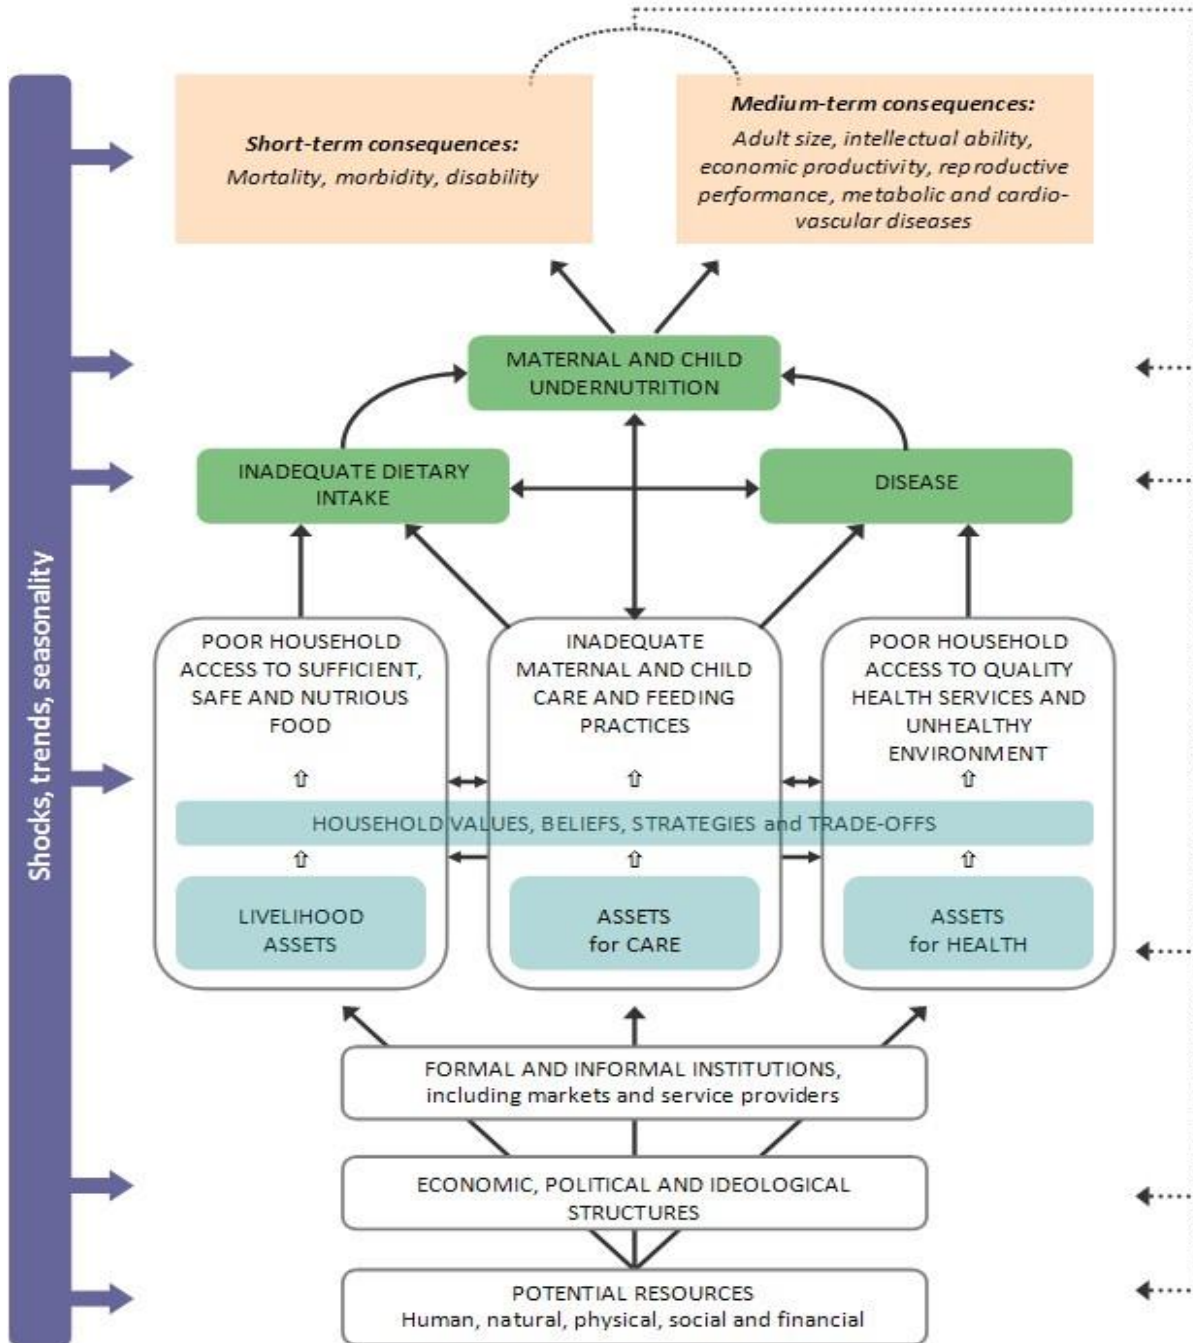 Shocks, trends, seasonality
Short-term consequences:
Mortality, morbidity, disability
Medium-term consequences:
Adult size, intellectual ability,
economic productivity, reproductive
performance, metabolic and cardio-
vascular diseases
MATERNAL AND CHILD
UNDERNUTRITION
INADEQUATE DIETARY
INTAKE
DISEASE
POOR HOUSEHOLD
ACCESS TO SUFFICIENT,
SAFE AND NUTRIOUS
FOOD
INADEQUATE
MATERNAL AND CHILD
CARE AND FEEDING
PRACTICES
POOR HOUSEHOLD
ACCESS TO QUALITY
HEALTH SERVICES AND
UNHEALTHY
ENVIRONMENT
HOUSEHOLD VALUES, BELIEFS, STRATEGIES and TRADE-OFFS
LIVELIHOOD
ASSETS
ASSETS
for CARE
ASSETS
for HEALTH
FORMAL AND INFORMAL INSTITUTIONS,
including markets and service providers
ECONOMIC, POLITICAL AND IDEOLOGICAL
STRUCTURES
POTENTIAL RESOURCES
Human, natural, physical, social and financial